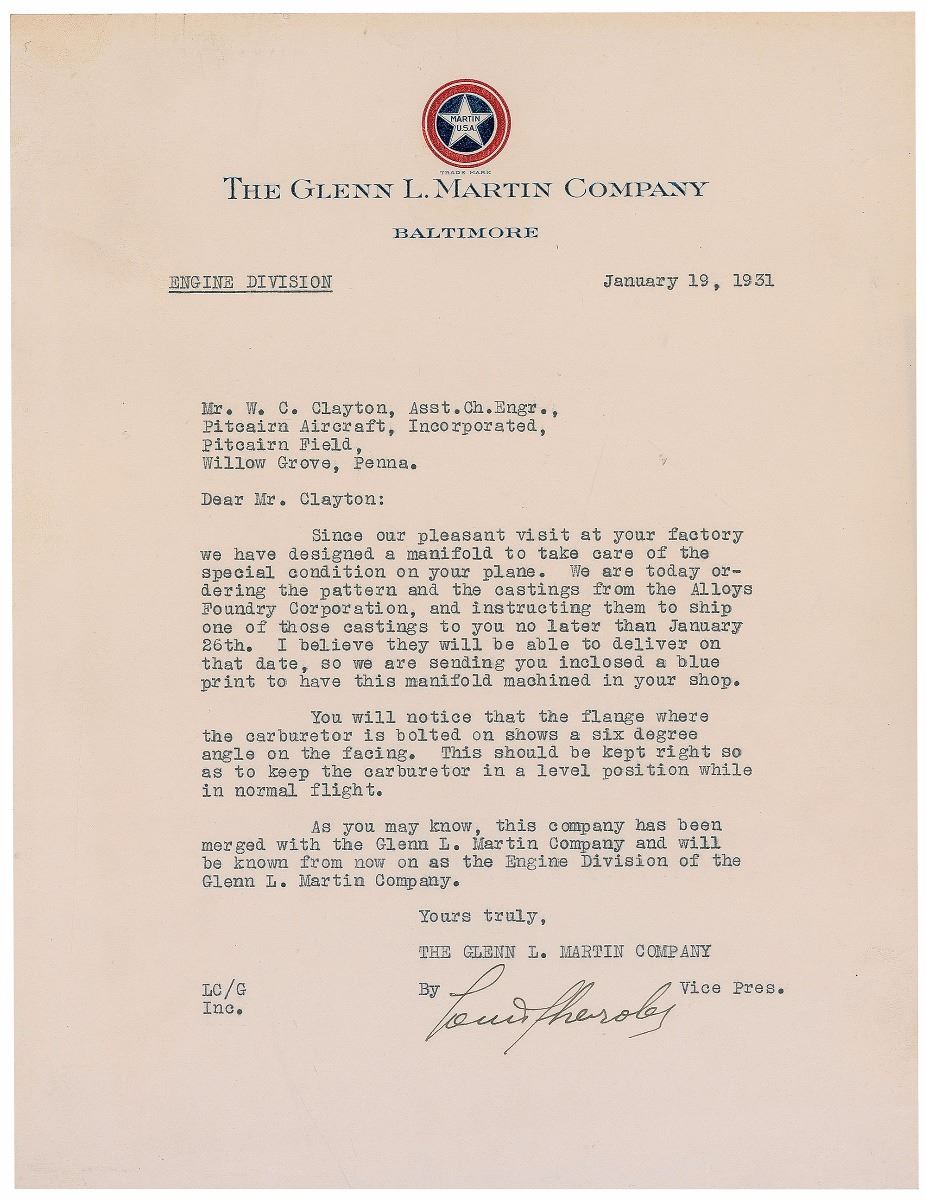 MARTIN
U.S.A.
TRADE MARK
THE GLENN L. MARTIN COMPANY
BALTIMORE
ENGINE DIVISION January 19, 1931
Mr. W. C. Clayton, Asst.Ch.Engr.,
Pitcairn Aircraft, Incorporated,
Pitcairn Field,
Willow Grove, Penna.
Dear Mr. Clayton:
Since our pleasant visit at your factory
we have designed a manifold to take care of the
special condition on your plane. We are today or-
dering the pattern and the castings from the Alloys
Foundry Corporation, and instructing them to ship
one of those castings to you no later than January
26th. I believe they will be able to deliver on
that date, so we are sending you inclosed a blue
print to have this manifold machined in your shop.
You will notice that the flange where
the carburetor is bolted on shows a six degree
angle on the facing. This should be kept right so
as to keep the carburetor in a level position while
in normal flight.
As you may know, this company has been
merged with the Glenn L. Martin Company and will
be known from now on as the Engine Division of the
Glenn L. Martin Company.
Yours truly,
THE GLENN L. MARTIN COMPANY
LC/G By Vice Pres.
Inc.